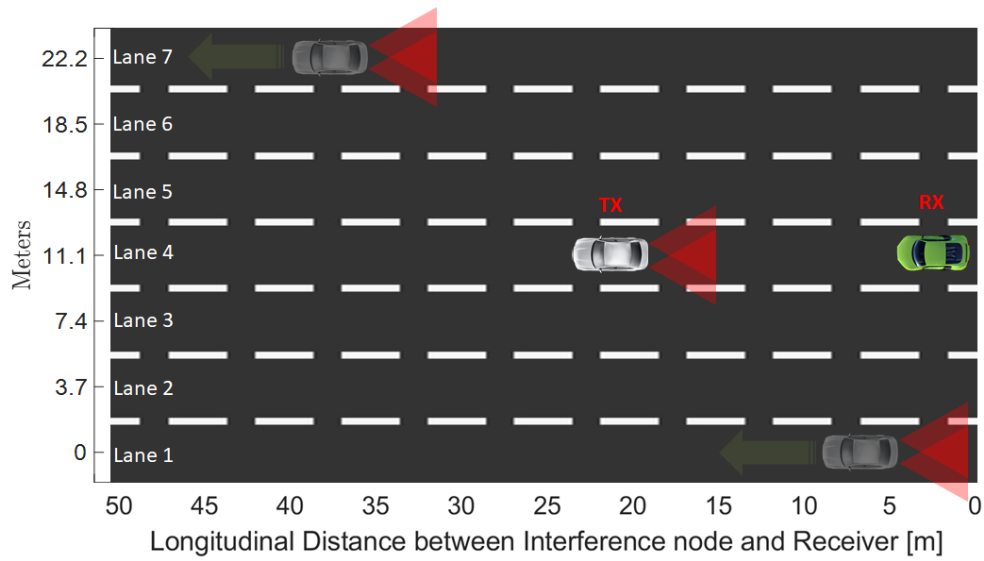 22.2
Lane 7
18.5
Lane 6
14.8
Lane 5
TX
RX
11.1
Lane 4
Meters
7.4
Lane 3
3.7
Lane 2
0
Lane 1
50 45 40 35 30 25 20 15 10 5 0
Longitudinal Distance between Interference node and Receiver [m]